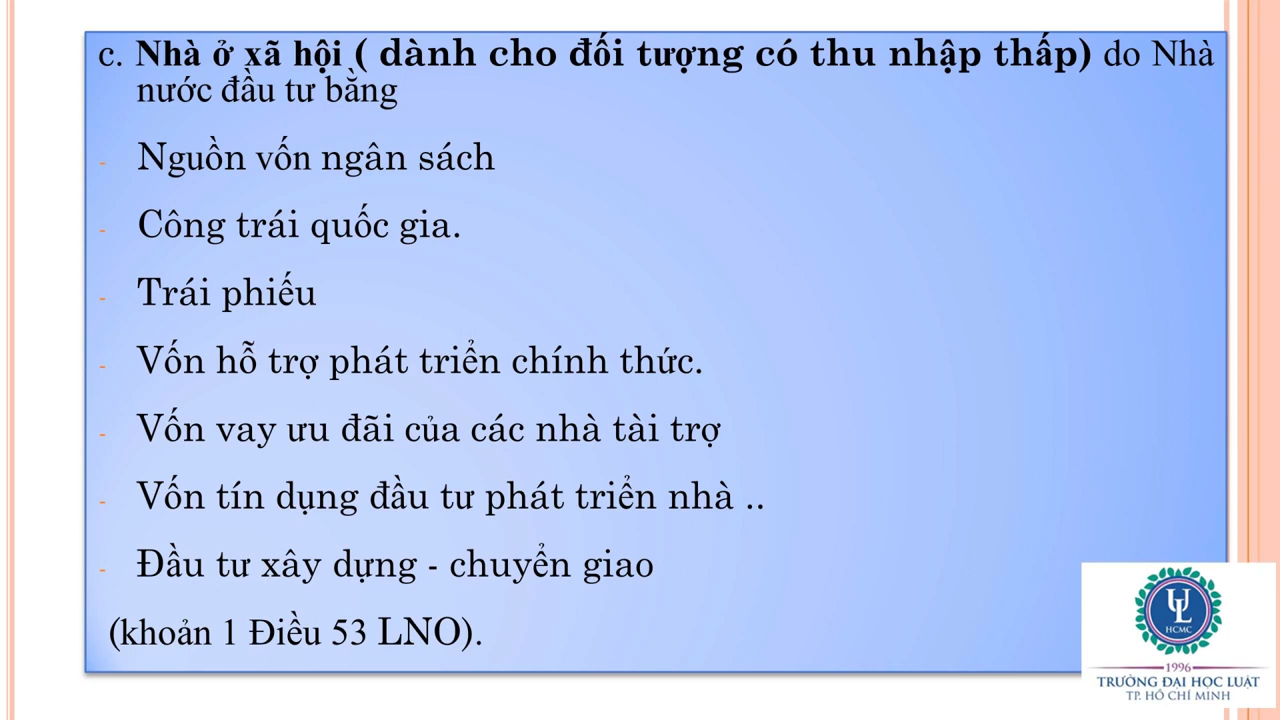 c. Nhà ở xã hội ( dành cho đối tượng có thu nhập thấp) do Nhà
nước đầu tư bằng
- Nguồn vốn ngân sách
- Công trái quốc gia.
- Trái phiếu
- Vốn hỗ trợ phát triển chính thức.
- Vốn vay ưu đãi của các nhà tài trợ
- Vốn tín dụng đầu tư phát triển nhà ..
- Đầu tư xây dựng - chuyển giao
(khoản 1 Điều 53 LNO).
UL
HCMC
1996
TRƯỜNG ĐẠI HỌC LUẬT
TP. HỒ CHÍ MINH